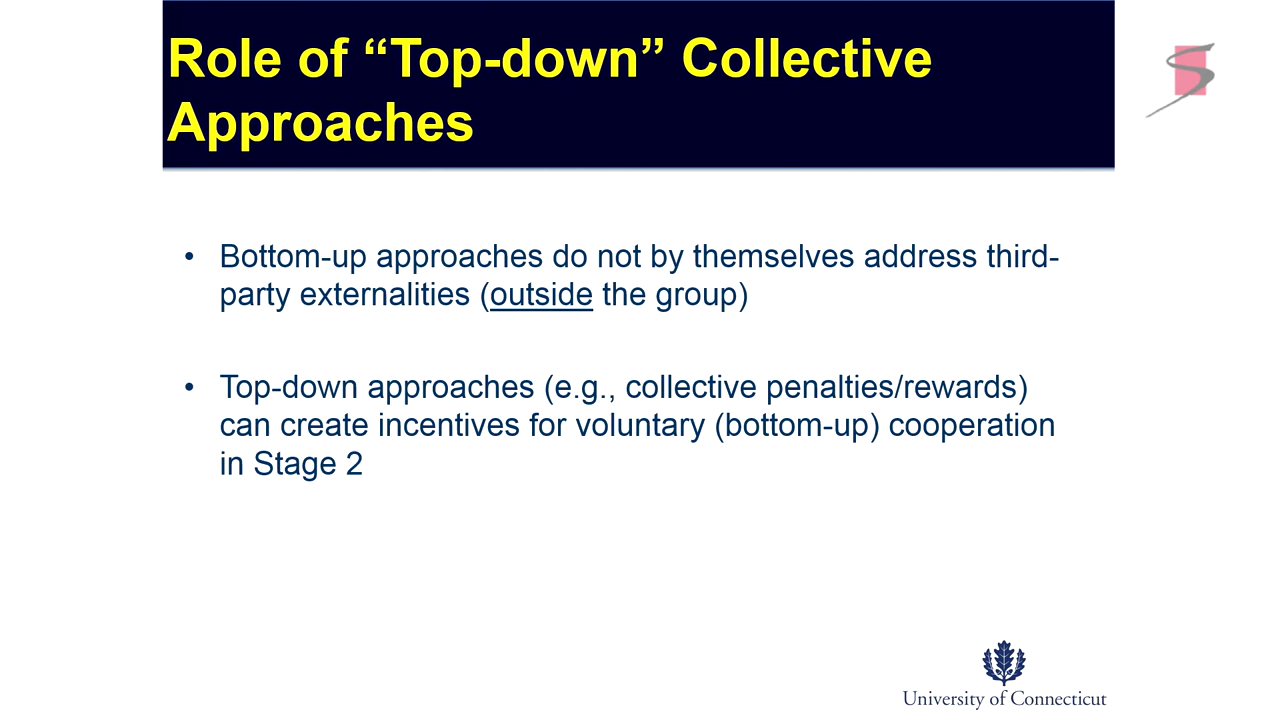 Role of “Top-down” Collective
Approaches
• Bottom-up approaches do not by themselves address third-
party externalities (outside the group)
• Top-down approaches (e.g., collective penalties/rewards)
can create incentives for voluntary (bottom-up) cooperation
in Stage 2
University of Connecticut